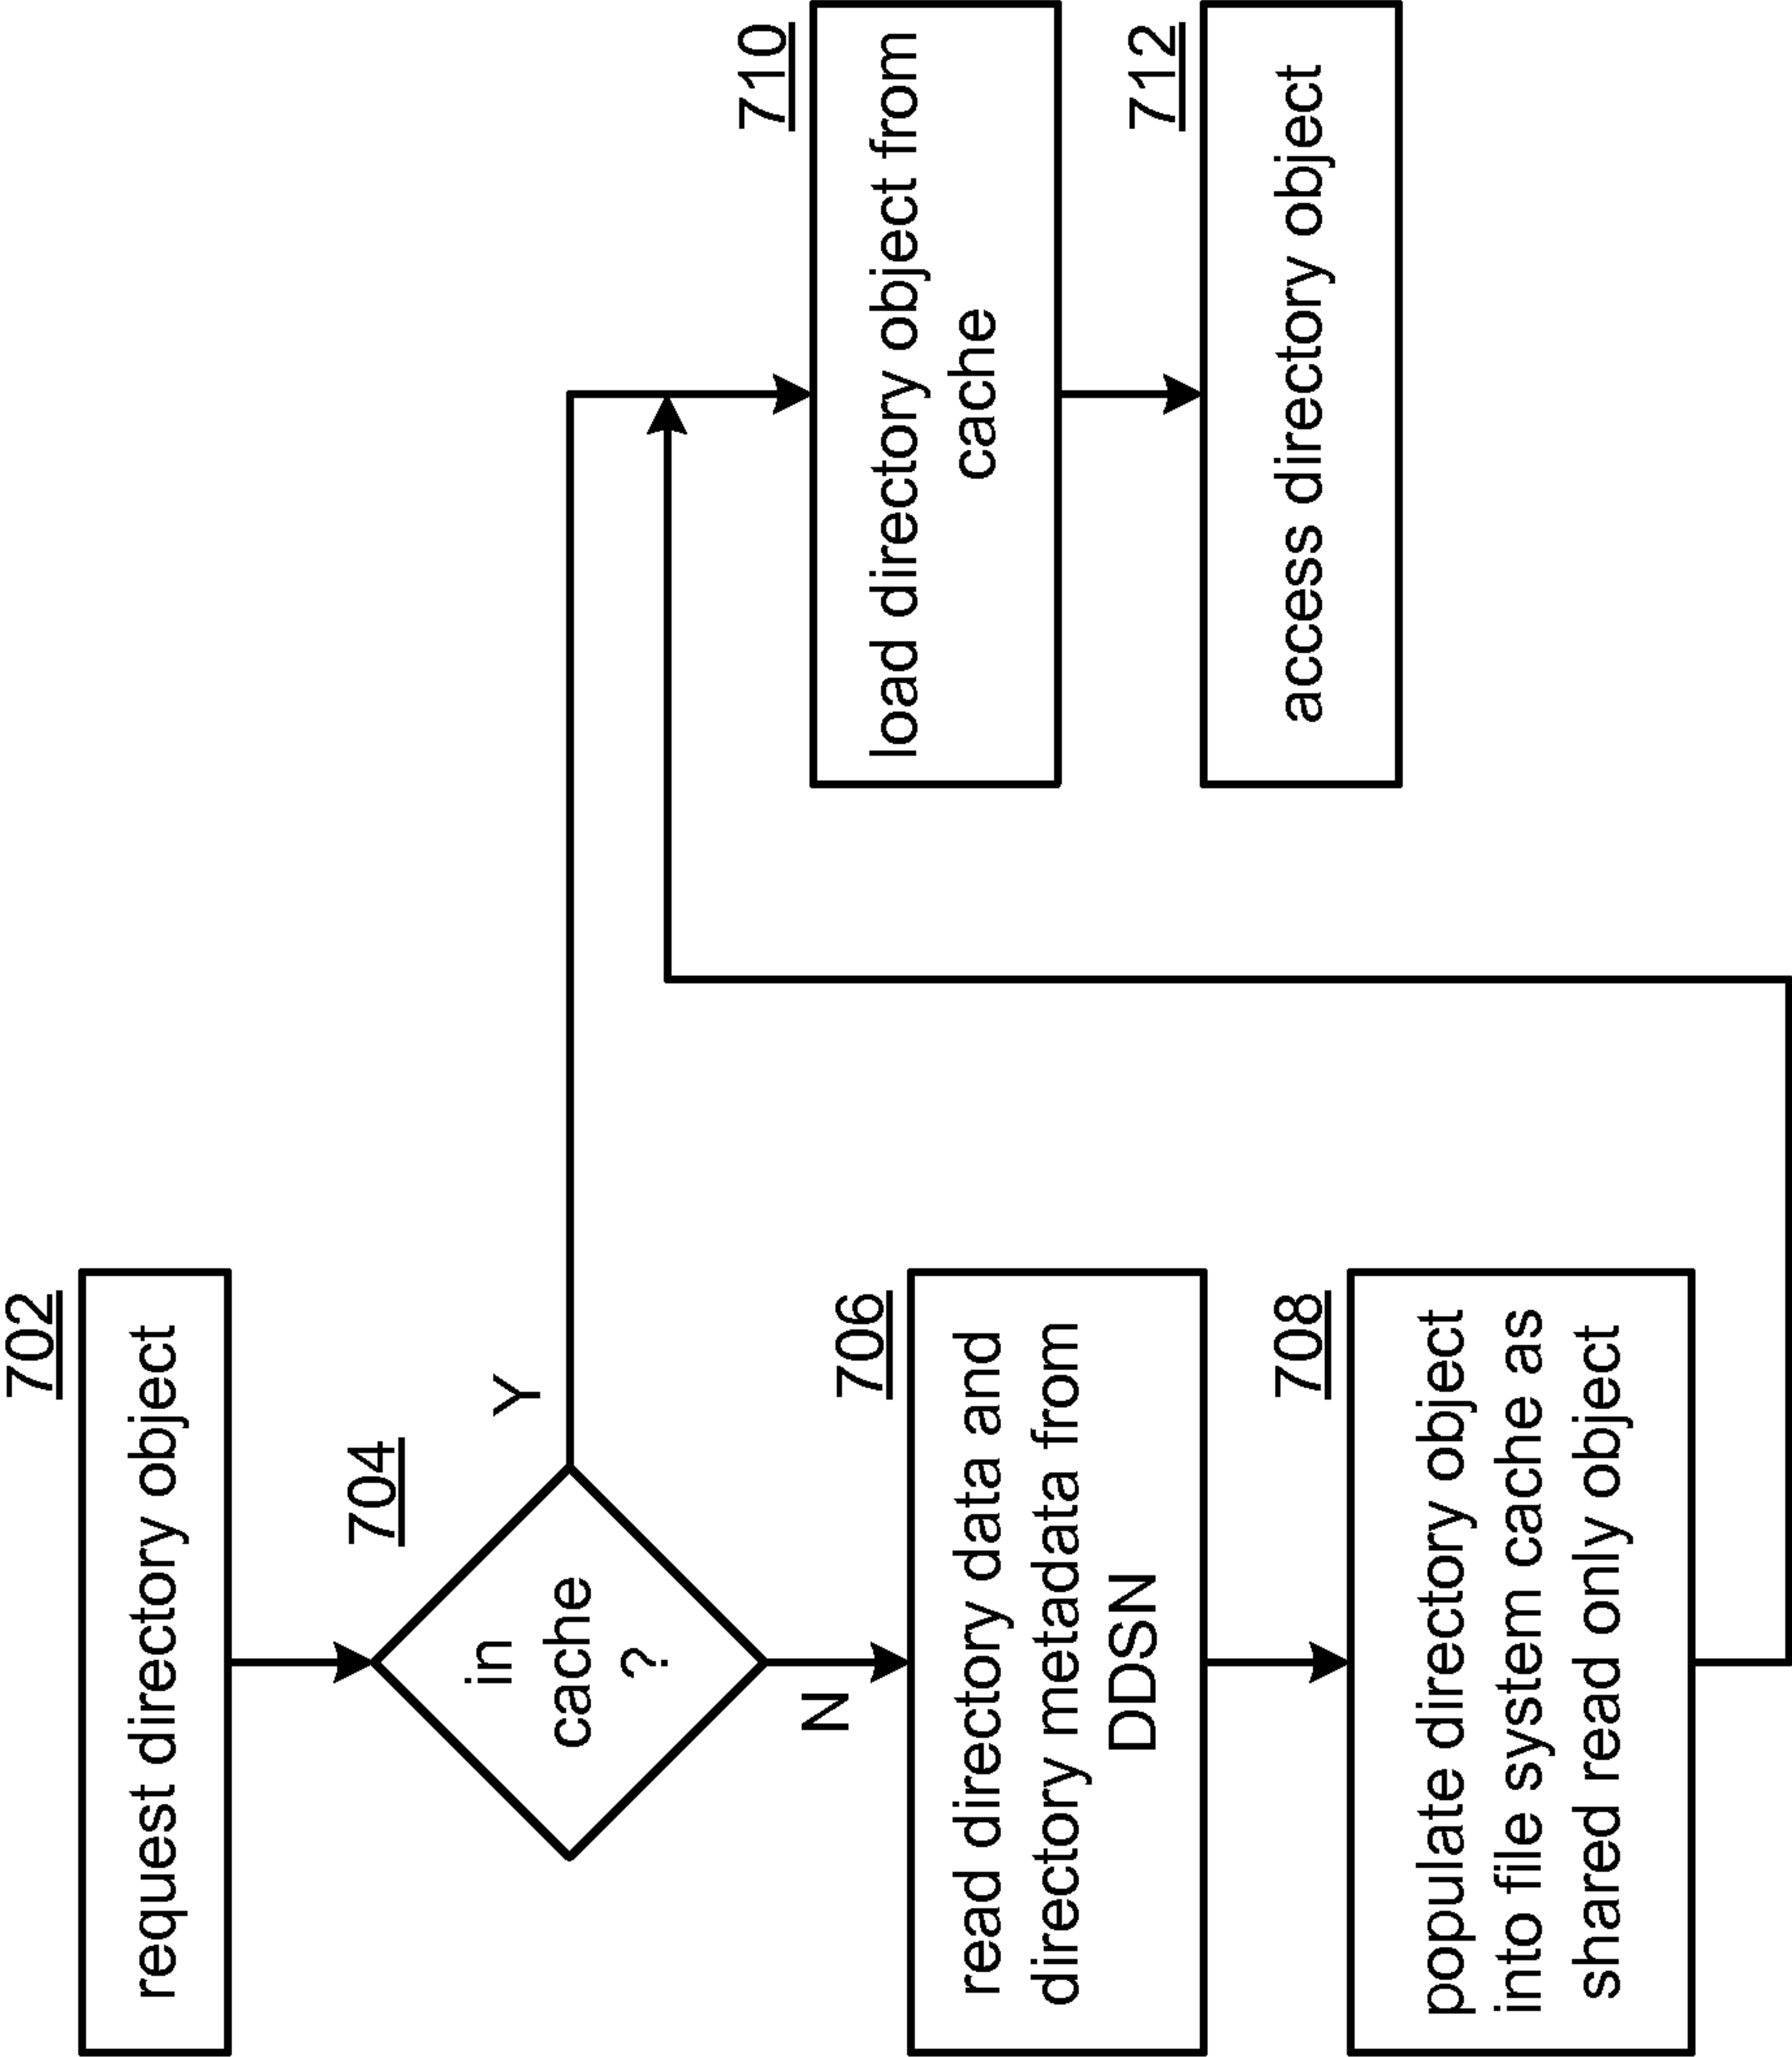 702
request directory object
704
in
cache
?
Y
N
706
read directory data and
directory metadata from
DDSN
708
populate directory object
into file system cache as
shared read only object
710
load directory object from
cache
712
access directory object